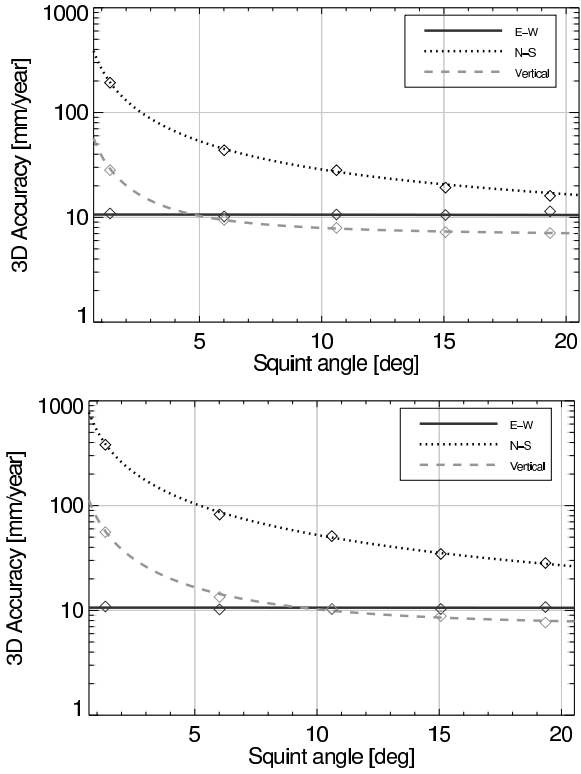 1000
E-W
N-S
Vertical
100
10
1
3D Accuracy [mm/year]
5 10 15 20
Squint angle [deg]
1000
E-W
N-S
Vertical
100
10
1
3D Accuracy [mm/year]
5 10 15 20
Squint angle [deg]